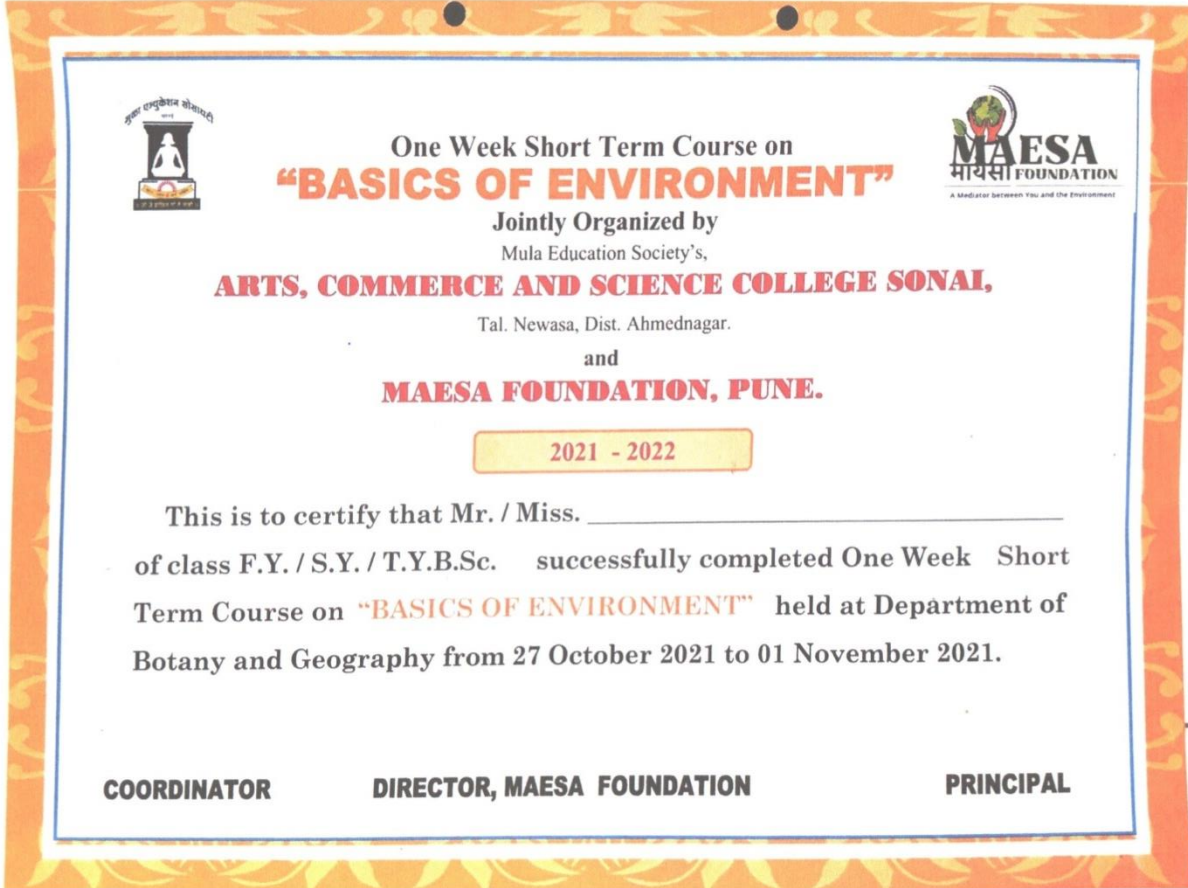 One Week Short Term Course on
“BASICS OF ENVIRONMENT”
Jointly Organized by
Mula Education Society's,
ARTS, COMMERCE AND SCIENCE COLLEGE SONAI,
Tal. Newasa, Dist. Ahmednagar.
and
MAESA FOUNDATION, PUNE.
MAESA
मायसा FOUNDATION
A Mediator between You and the Environment
2021 - 2022
This is to certify that Mr. / Miss.
of class F.Y. / S.Y. / T.Y.B.Sc. successfully completed One Week Short
Term Course on “BASICS OF ENVIRONMENT” held at Department of
Botany and Geography from 27 October 2021 to 01 November 2021.
COORDINATOR DIRECTOR, MAESA FOUNDATION PRINCIPAL